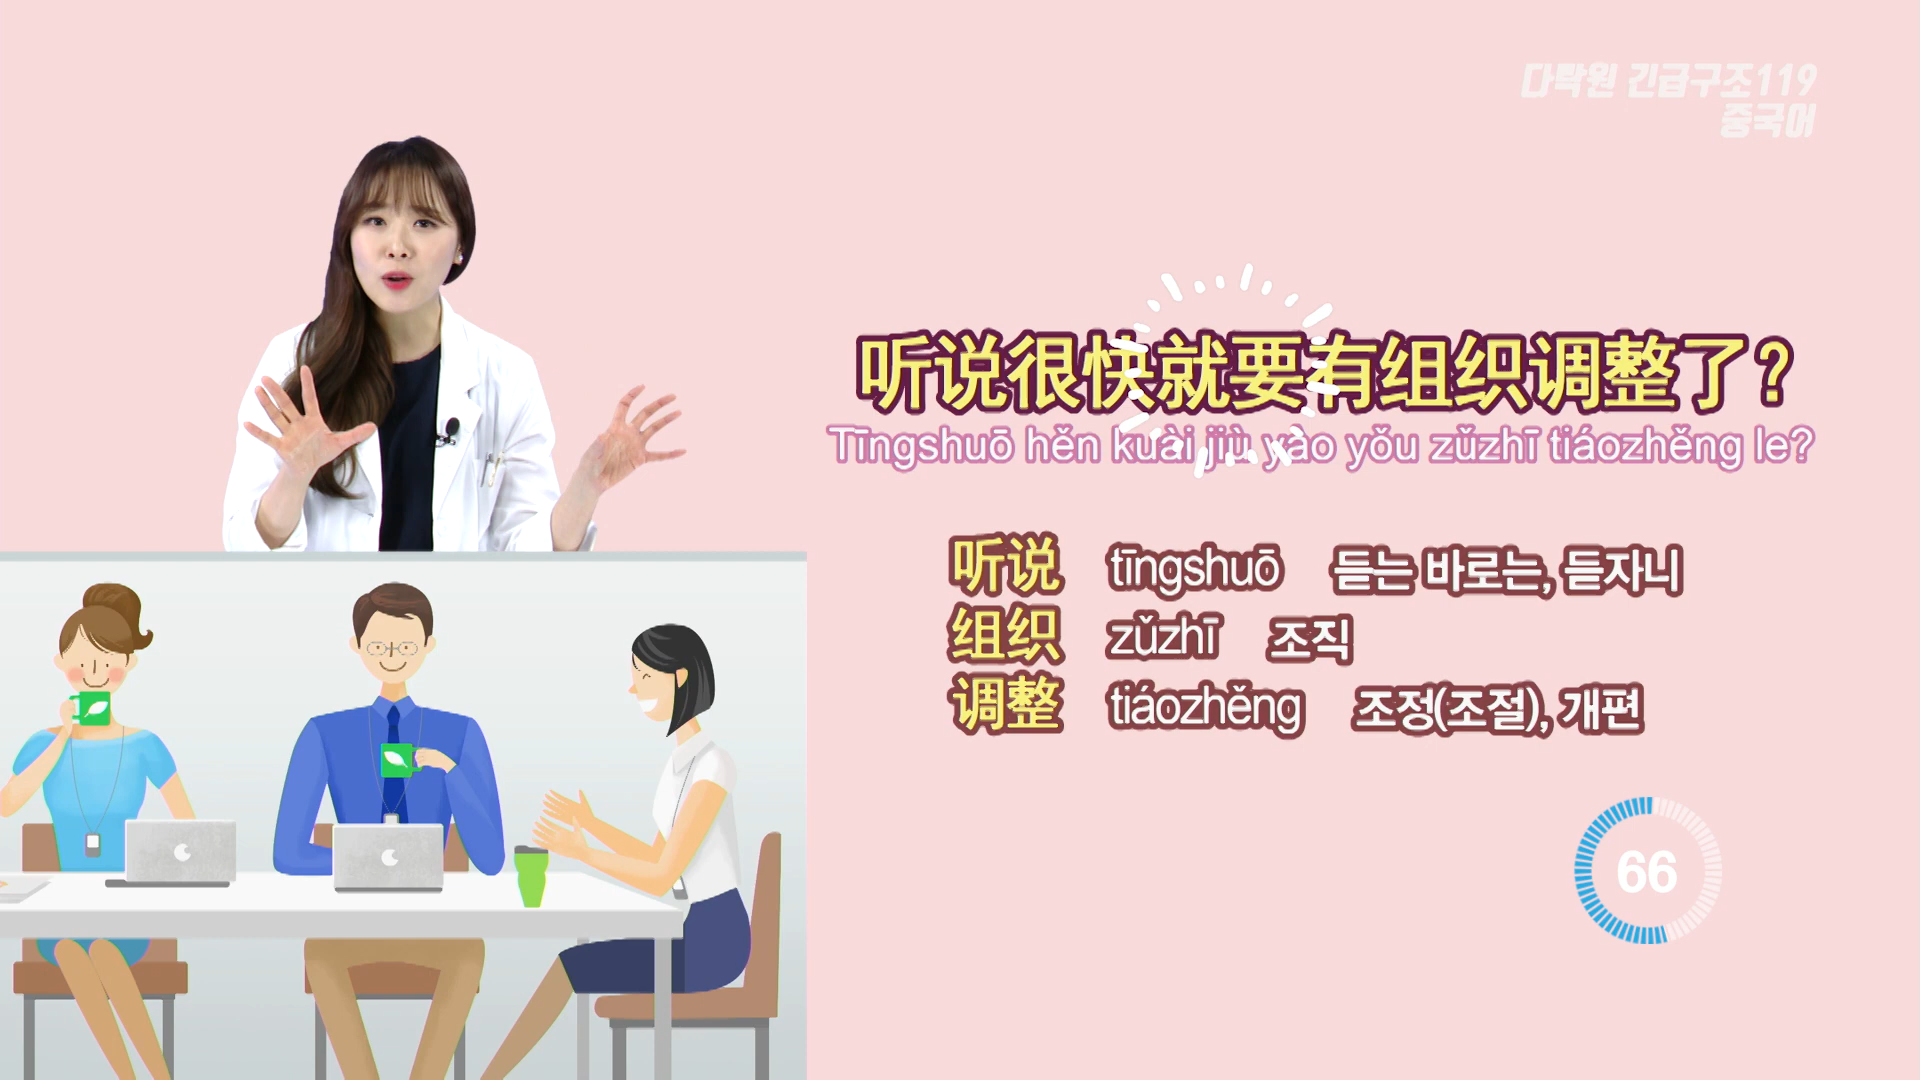 다락원 긴급구조119
중국어
听说很快就要有组织调整了?
Tīngshuō hěn kuài jiù yào yǒu zǔzhī tiáozhěng le?
听说 tīngshuō 듣는 바로는, 듣자니
组织 zǔzhī 조직
调整 tiáozhěng 조정(조절), 개편
66